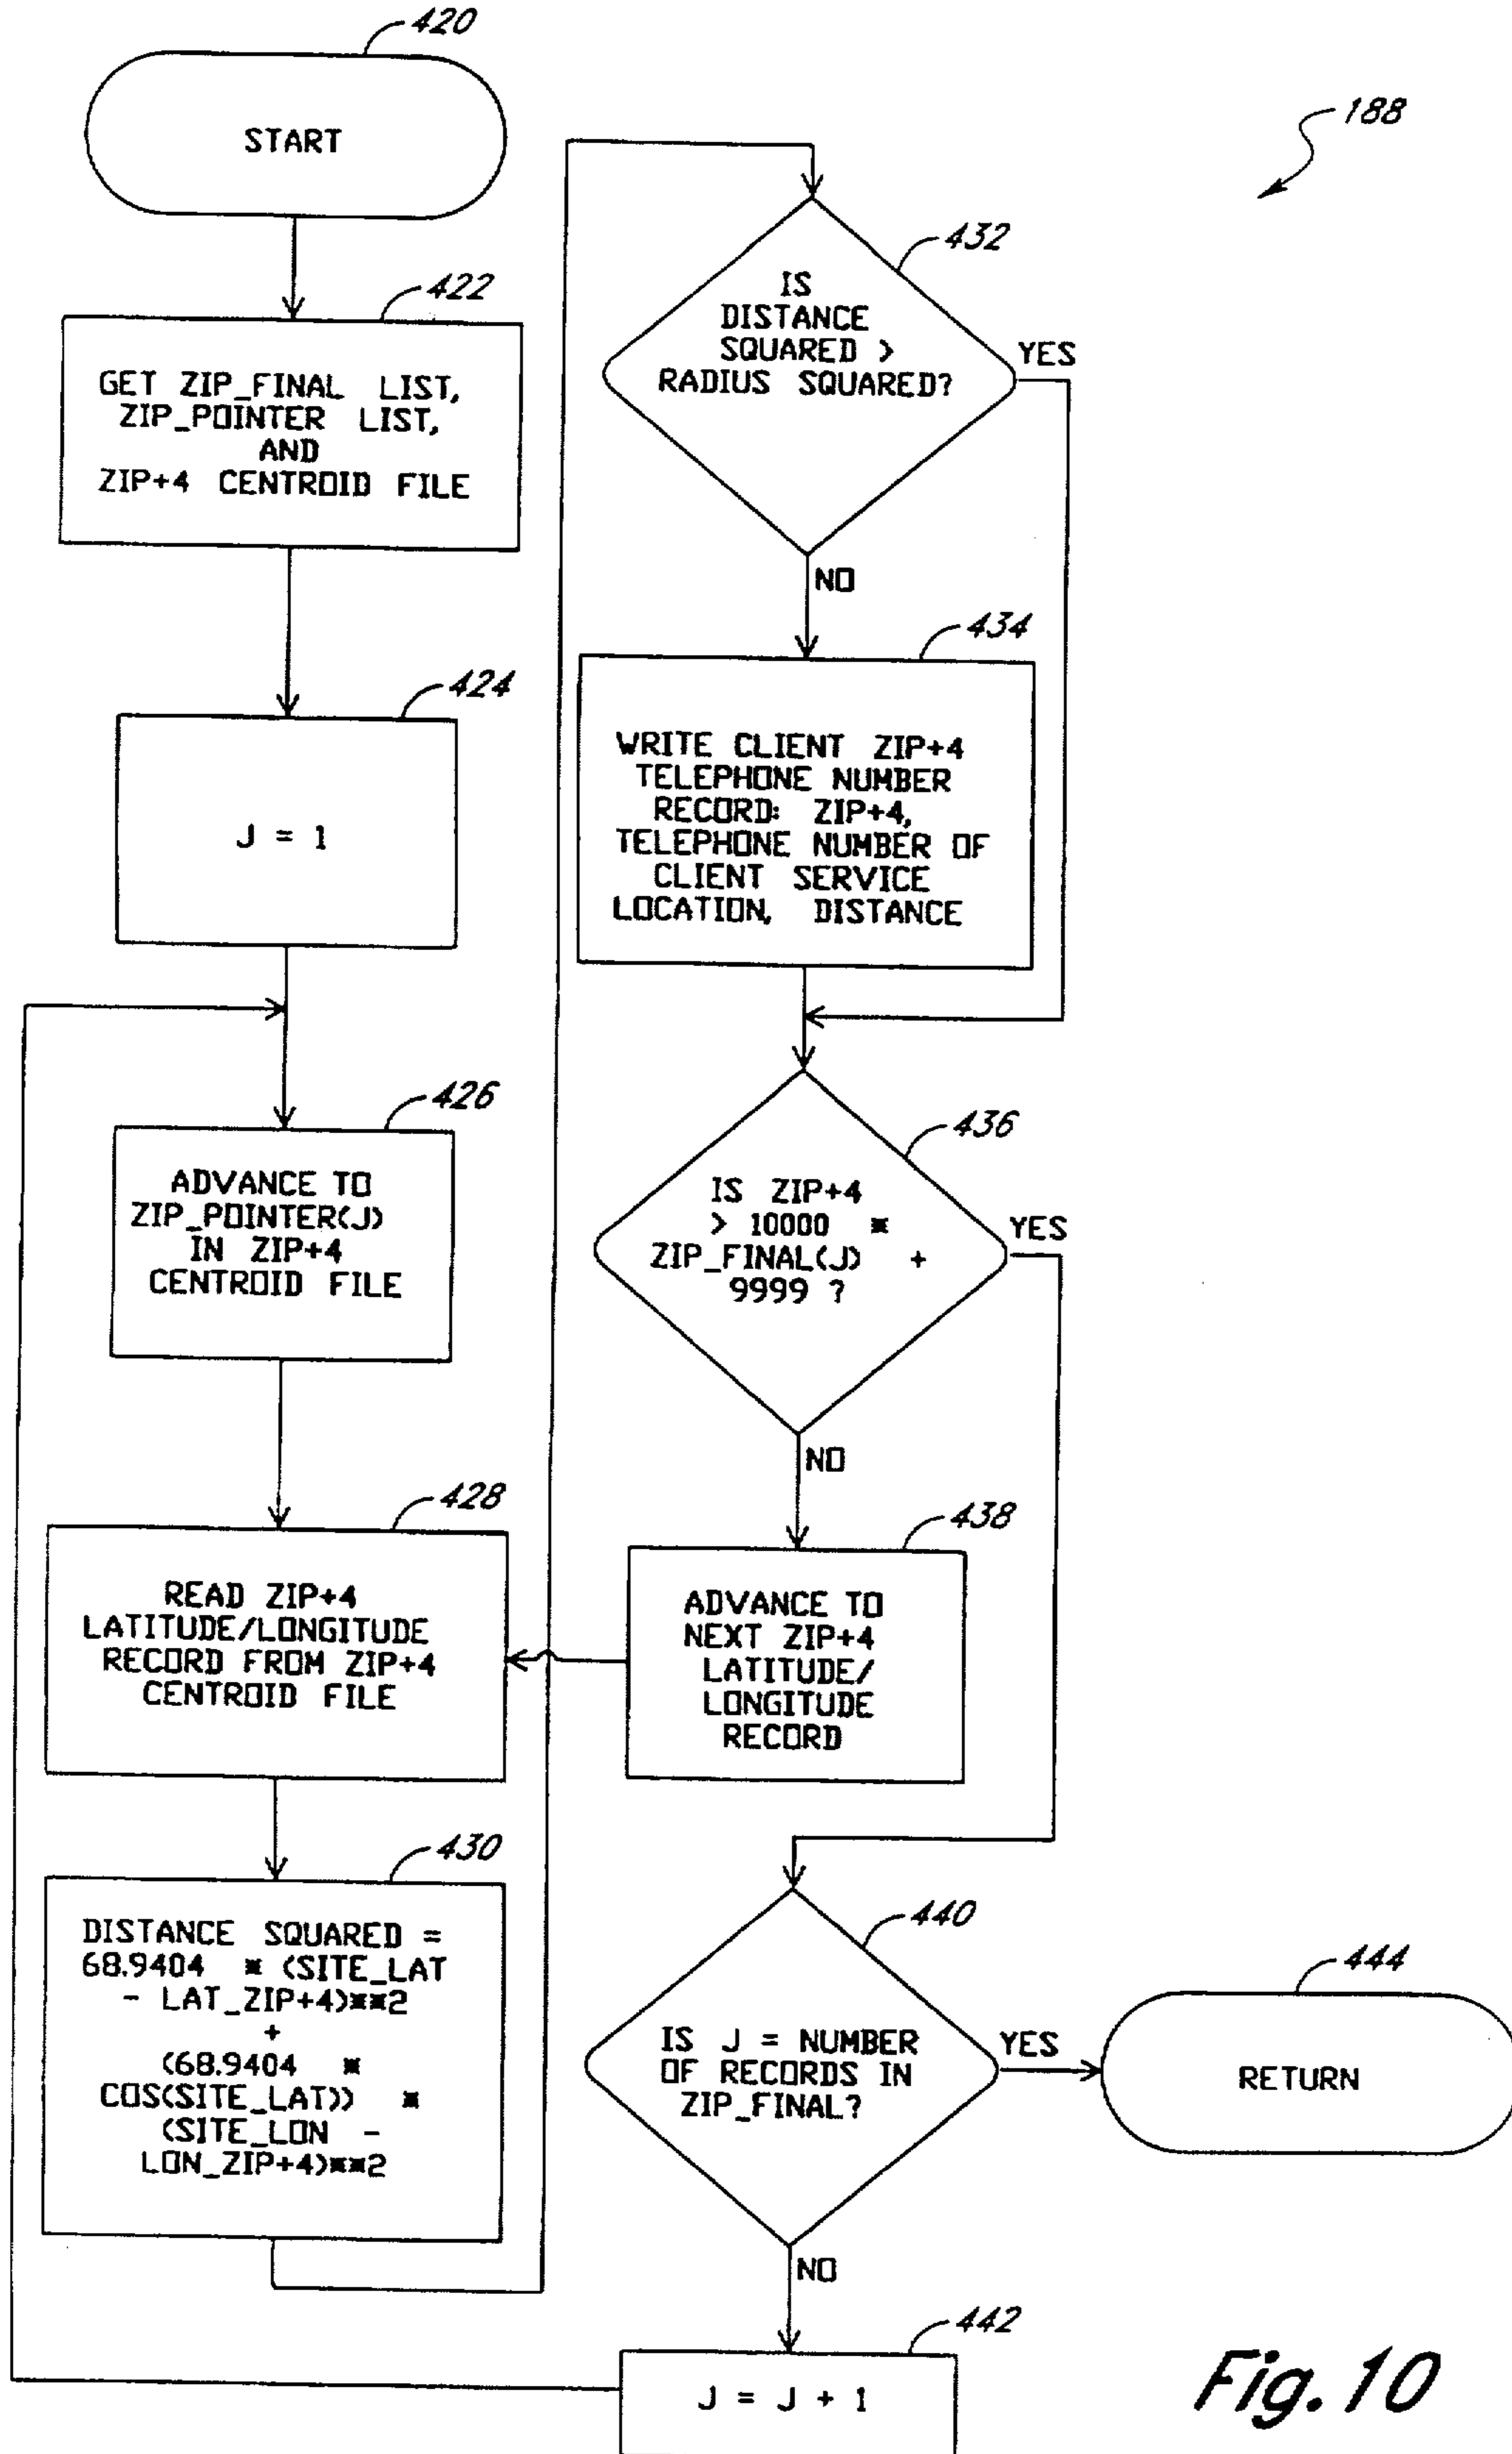 420
START
188
422
GET ZIP_FINAL LIST,
ZIP_POINTER LIST,
AND
ZIP+4 CENTROID FILE
424
J = 1
426
ADVANCE TO
ZIP_POINTER(J)
IN ZIP+4
CENTROID FILE
428
READ ZIP+4
LATITUDE/LONGITUDE
RECORD FROM ZIP+4
CENTROID FILE
430
DISTANCE SQUARED =
68.9404 * (SITE_LAT
- LAT_ZIP+4)**2
+
(68.9404 *
COS(SITE_LAT)) *
(SITE_LON -
LON_ZIP+4)**2
432
IS
DISTANCE
SQUARED >
RADIUS SQUARED?
YES
NO
434
WRITE CLIENT ZIP+4
TELEPHONE NUMBER
RECORD: ZIP+4,
TELEPHONE NUMBER OF
CLIENT SERVICE
LOCATION, DISTANCE
436
IS ZIP+4
> 10000 *
ZIP_FINAL(J) +
9999 ?
YES
NO
438
ADVANCE TO
NEXT ZIP+4
LATITUDE/
LONGITUDE
RECORD
440
IS J = NUMBER
OF RECORDS IN
ZIP_FINAL?
YES
NO
444
RETURN
442
J = J + 1
Fig. 10